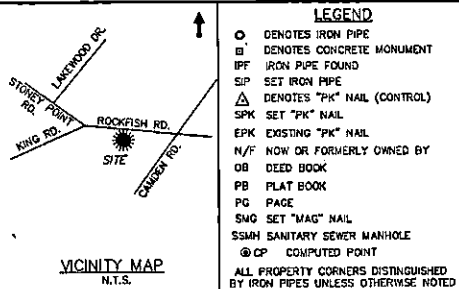 LAKEWOOD DR.
STONEY POINT
RD.
KING RD.
ROCKFISH RD.
SITE
CAMDEN RD.
VICINITY MAP
N.T.S.
LEGEND
DENOTES IRON PIPE
DENOTES CONCRETE MONUMENT
IPF IRON PIPE FOUND
SIP SET IRON PIPE
DENOTES "PK" NAIL (CONTROL)
SPK SET "PK" NAIL
EPK EXISTING "PK" NAIL
N/F NOW OR FORMERLY OWNED BY
DB DEED BOOK
PB PLAT BOOK
PG PAGE
SMG SET "MAG" NAIL
SSMH SANITARY SEWER MANHOLE
CP COMPUTED POINT
ALL PROPERTY CORNERS DISTINGUISHED
BY IRON PIPES UNLESS OTHERWISE NOTED